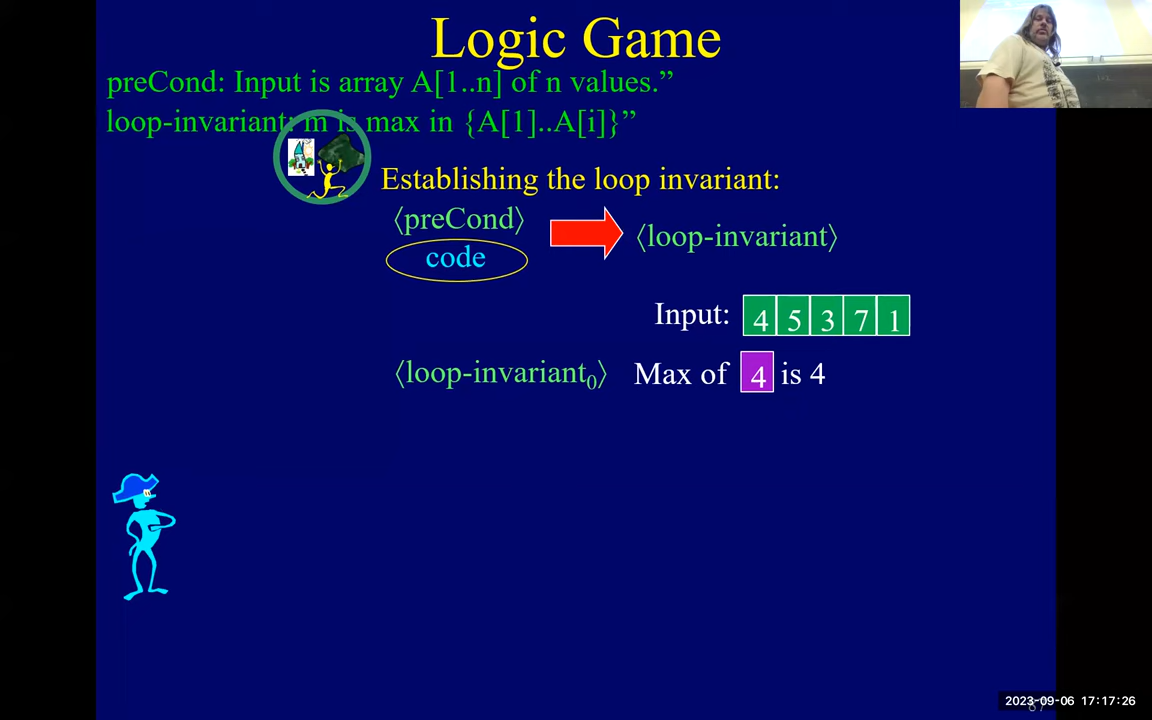 Logic Game
preCond: Input is array A[1..n] of n values.”
loop-invariant: m is max in {A[1]..A[i]}”
Establishing the loop invariant:
⟨preCond⟩
⟨loop-invariant⟩
code
Input: 4 5 3 7 1
⟨loop-invariant₀⟩ Max of 4 is 4
2023-09-06 17:17:26